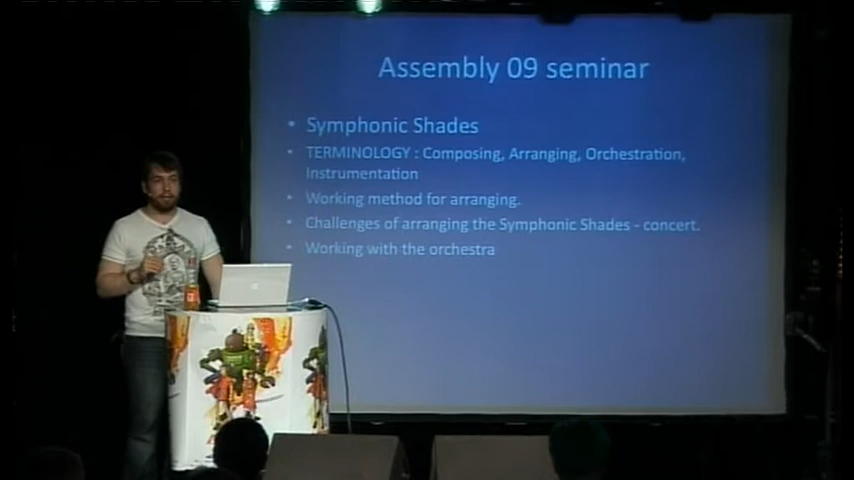 Assembly 09 seminar
• Symphonic Shades
• TERMINOLOGY : Composing, Arranging, Orchestration,
Instrumentation
• Working method for arranging.
• Challenges of arranging the Symphonic Shades - concert.
• Working with the orchestra